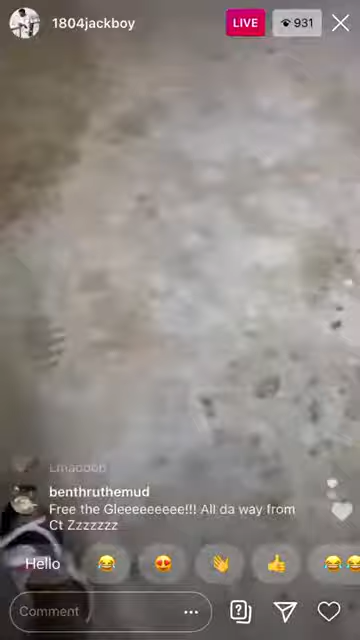 1804jackboy
LIVE
931
Lmaoooo
benthruthemud
Free the Gleeeeeeeee!!! All da way from
Ct Zzzzzzz
Hello
Comment